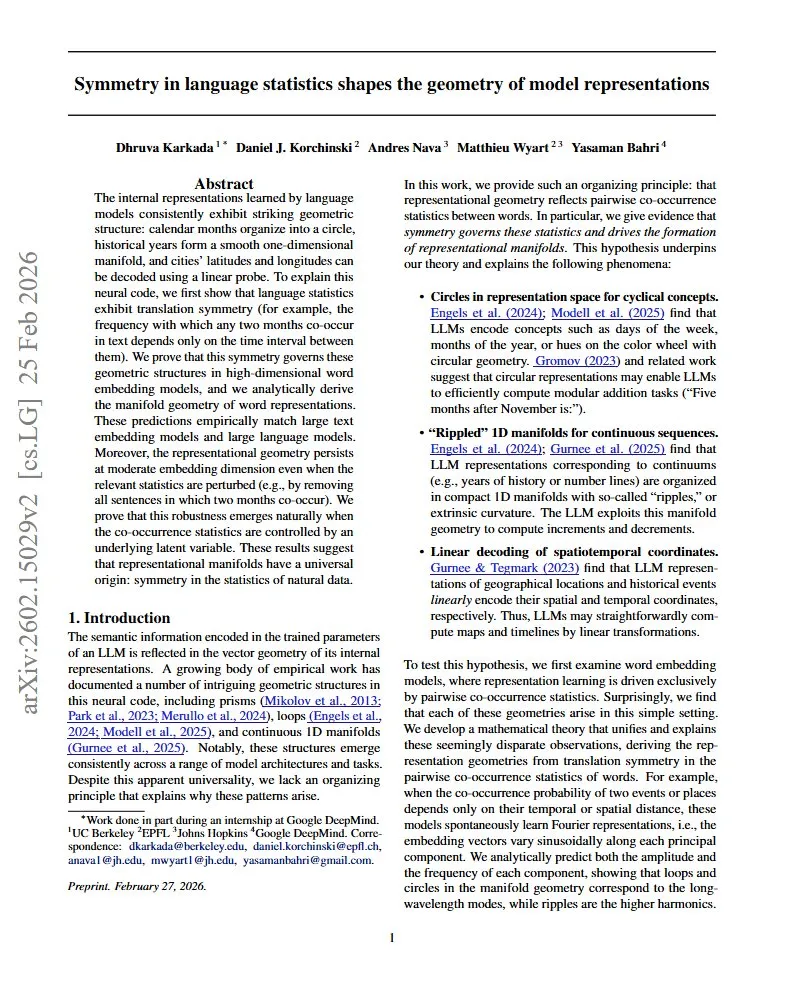 Symmetry in language statistics shapes the geometry of model representations
Dhruva Karkada 1 * Daniel J. Korchinski 2 Andres Nava 3 Matthieu Wyart 2 3 Yasaman Bahri 4
Abstract
The internal representations learned by language
models consistently exhibit striking geometric
structure: calendar months organize into a circle,
historical years form a smooth one-dimensional
manifold, and cities' latitudes and longitudes can
be decoded using a linear probe. To explain this
neural code, we first show that language statistics
exhibit translation symmetry (for example, the
frequency with which any two months co-occur
in text depends only on the time interval between
them). We prove that this symmetry governs these
geometric structures in high-dimensional word
embedding models, and we analytically derive
the manifold geometry of word representations.
These predictions empirically match large text
embedding models and large language models.
Moreover, the representational geometry persists
at moderate embedding dimension even when the
relevant statistics are perturbed (e.g., by removing
all sentences in which two months co-occur). We
prove that this robustness emerges naturally when
the co-occurrence statistics are controlled by an
underlying latent variable. These results suggest
that representational manifolds have a universal
origin: symmetry in the statistics of natural data.
1. Introduction
The semantic information encoded in the trained parameters
of an LLM is reflected in the vector geometry of its internal
representations. A growing body of empirical work has
documented a number of intriguing geometric structures in
this neural code, including prisms (Mikolov et al., 2013;
Park et al., 2023; Merullo et al., 2024), loops (Engels et al.,
2024; Modell et al., 2025), and continuous 1D manifolds
(Gurnee et al., 2025). Notably, these structures emerge
consistently across a range of model architectures and tasks.
Despite this apparent universality, we lack an organizing
principle that explains why these patterns arise.
*Work done in part during an internship at Google DeepMind.
1UC Berkeley 2EPFL 3Johns Hopkins 4Google DeepMind. Corre-
spondence: dkarkada@berkeley.edu, daniel.korchinski@epfl.ch,
anava1@jh.edu, mwyart1@jh.edu, yasamanbahri@gmail.com.
Preprint. February 27, 2026.
In this work, we provide such an organizing principle: that
representational geometry reflects pairwise co-occurrence
statistics between words. In particular, we give evidence that
symmetry governs these statistics and drives the formation
of representational manifolds. This hypothesis underpins
our theory and explains the following phenomena:
• Circles in representation space for cyclical concepts.
Engels et al. (2024); Modell et al. (2025) find that
LLMs encode concepts such as days of the week,
months of the year, or hues on the color wheel with
circular geometry. Gromov (2023) and related work
suggest that circular representations may enable LLMs
to efficiently compute modular addition tasks (“Five
months after November is:”).
• “Rippled” 1D manifolds for continuous sequences.
Engels et al. (2024); Gurnee et al. (2025) find that
LLM representations corresponding to continuums
(e.g., years of history or number lines) are organized
in compact 1D manifolds with so-called “ripples,” or
extrinsic curvature. The LLM exploits this manifold
geometry to compute increments and decrements.
• Linear decoding of spatiotemporal coordinates.
Gurnee & Tegmark (2023) find that LLM represen-
tations of geographical locations and historical events
linearly encode their spatial and temporal coordinates,
respectively. Thus, LLMs may straightforwardly com-
pute maps and timelines by linear transformations.
To test this hypothesis, we first examine word embedding
models, where representation learning is driven exclusively
by pairwise co-occurrence statistics. Surprisingly, we find
that each of these geometries arise in this simple setting.
We develop a mathematical theory that unifies and explains
these seemingly disparate observations, deriving the rep-
resentation geometries from translation symmetry in the
pairwise co-occurrence statistics of words. For example,
when the co-occurrence probability of two events or places
depends only on their temporal or spatial distance, these
models spontaneously learn Fourier representations, i.e., the
embedding vectors vary sinusoidally along each principal
component. We analytically predict both the amplitude and
the frequency of each component, showing that loops and
circles in the manifold geometry correspond to the long-
wavelength modes, while ripples are the higher harmonics.
1
arXiv:2602.15029v2 [cs.LG] 25 Feb 2026